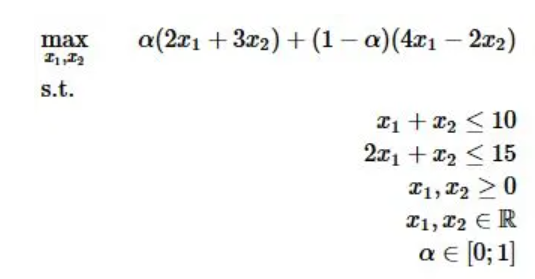 max α(2x₁ + 3x₂) + (1 − α)(4x₁ − 2x₂)
x₁,x₂
s.t.
x₁ + x₂ ≤ 10
2x₁ + x₂ ≤ 15
x₁, x₂ ≥ 0
x₁, x₂ ∈ ℝ
α ∈ [0; 1]